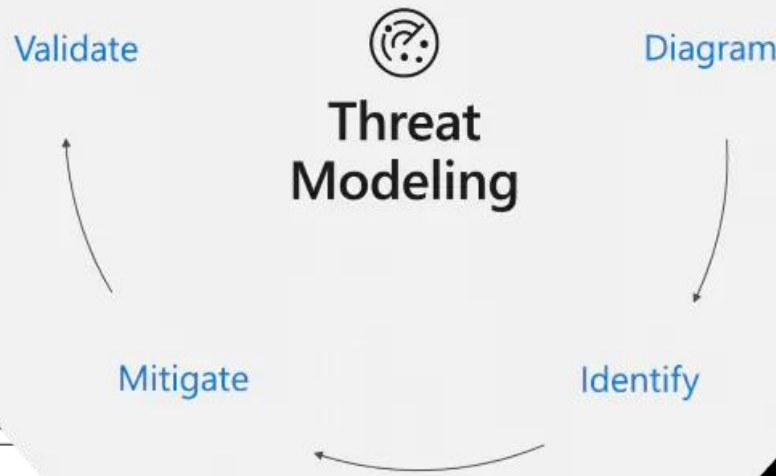 Validate
Diagram
Threat
Modeling
Mitigate
Identify